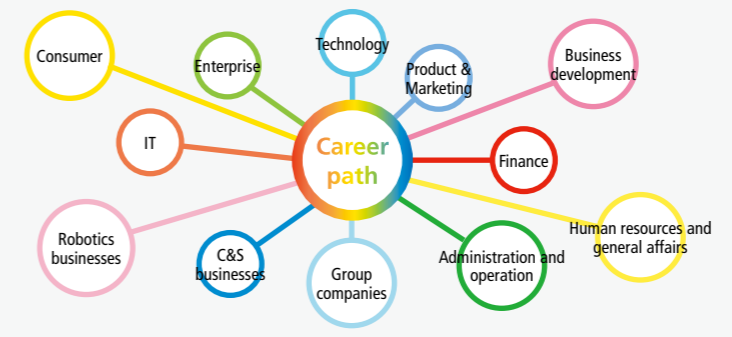 Consumer
Enterprise
Technology
Product &
Marketing
Business
development
IT
Career
path
Finance
Robotics
businesses
C&S
businesses
Group
companies
Administration and
operation
Human resources and
general affairs